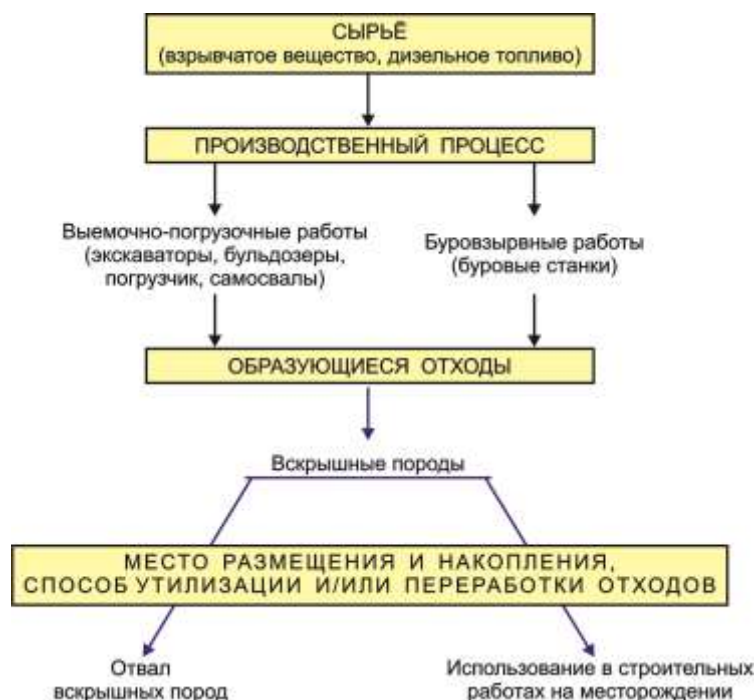 СЫРЬЁ
(взрывчатое вещество, дизельное топливо)
ПРОИЗВОДСТВЕННЫЙ ПРОЦЕСС
Выемочно-погрузочные работы
(экскаваторы, бульдозеры,
погрузчик, самосвалы)
Буровзырвные работы
(буровые станки)
ОБРАЗУЮЩИЕСЯ ОТХОДЫ
Вскрышные породы
МЕСТО РАЗМЕЩЕНИЯ И НАКОПЛЕНИЯ,
СПОСОБ УТИЛИЗАЦИИ И/ИЛИ ПЕРЕРАБОТКИ ОТХОДОВ
Отвал
вскрышных пород
Использование в строительных
работах на месторождении